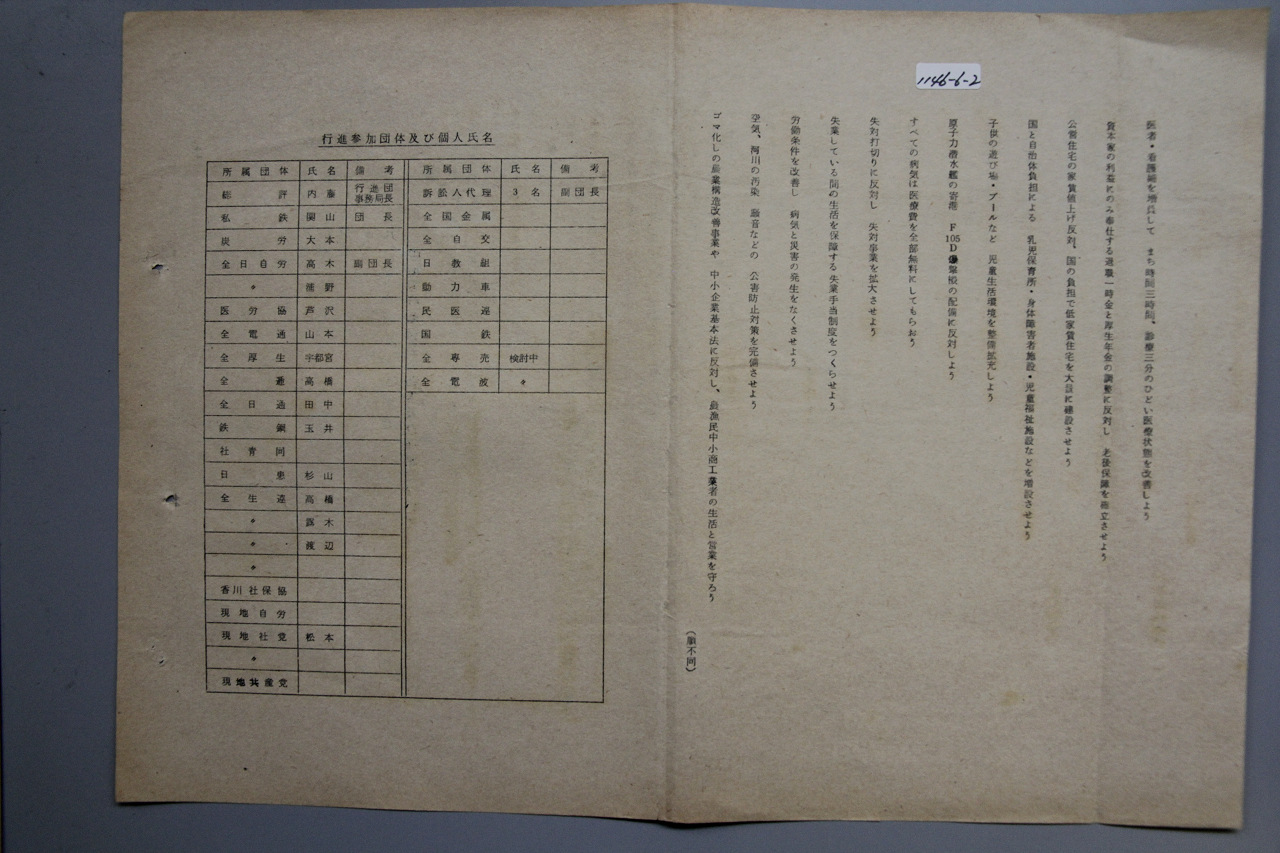 1146-6-2
医者・看護婦を増員して まち時間三時間、診療三分のひどい医療状態を改善しよう
資本家の利益にのみ奉仕する退職一時金と厚生年金の調整に反対し 老後保障を確立させよう
公営住宅の家賃値上げ反対、国の負担で低家賃住宅を大量に建設させよう
国と自治体負担による 乳児保育所・身体障害者施設・児童福祉施設などを増設させよう
子供の遊び場・プールなど 児童生活環境を整備拡充しよう
原子力潜水艦の寄港 F105D爆撃機の配備に反対しよう
すべての病気は医療費を全部無料にしてもらおう
失対打切りに反対し 失対事業を拡大させよう
失業している間の生活を保障する失業手当制度をつくらせよう
労働条件を改善し 病気と災害の発生をなくさせよう
空気、河川の汚染 騒音などの 公害防止対策を完備させよう
ゴマ化しの農業構造改善事業や 中小企業基本法に反対し、農漁民中小商工業者の生活と営業を守ろう
（順不同）
行進参加団体及び個人氏名
所属団体 氏名 備考
総評 内藤 行進団事務局長
私鉄 関山 団長
炭労 大本
全日自労 高木 副団長
〃 浦野
医労協 芦沢
全電通 山本
全厚生 宇都宮
全逓 高橋
全日通 田中
鉄鋼 玉井
社青同
日患 杉山
全生連 高橋
〃 露木
〃 渡辺
〃
香川社保協
現地自労
現地社党 松本
〃
現地共産党
所属団体 氏名 備考
訴訟人代理 3名 副団長
全国金属
全自交
日教組
動力車
民医連
国鉄
全専売 検討中
全電波 〃